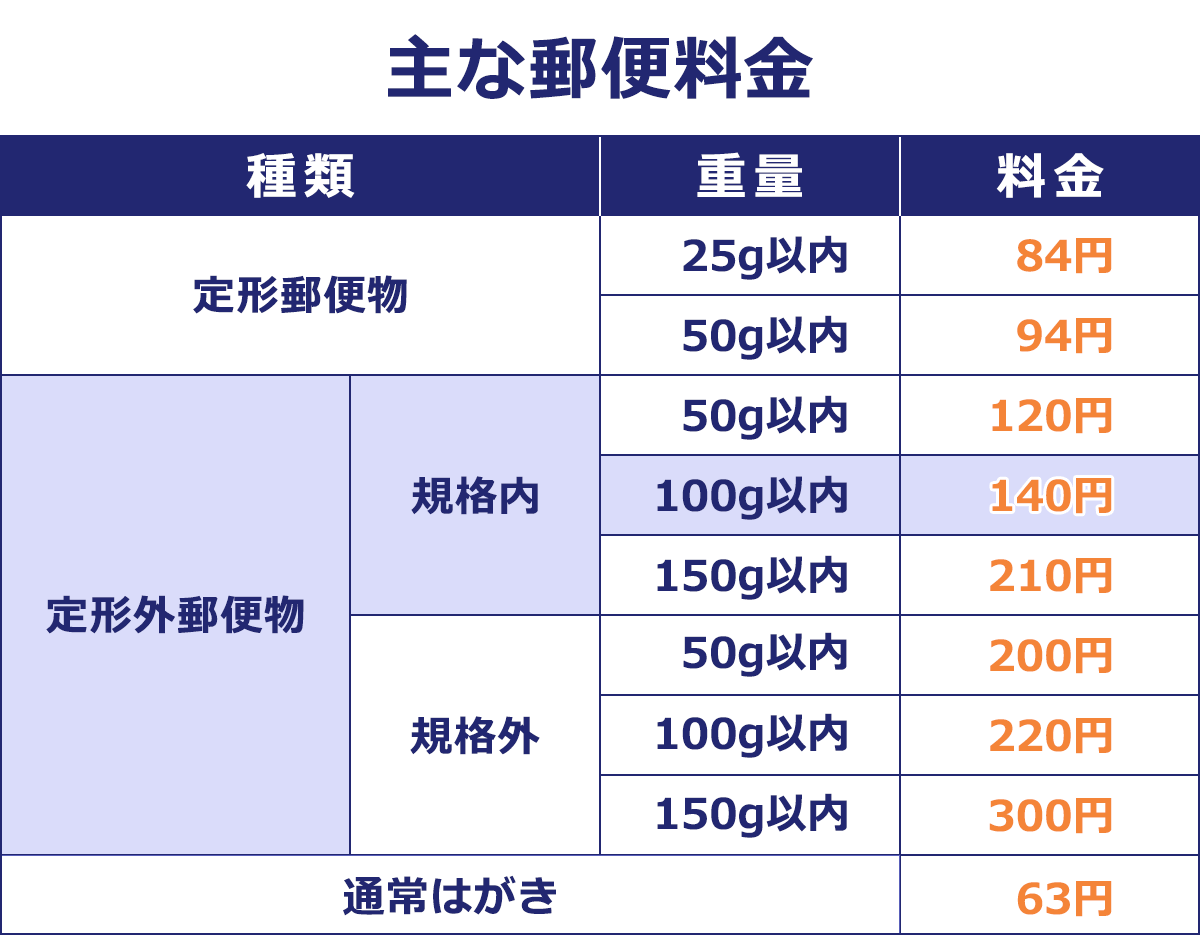 主な郵便料金
種類 重量 料金
定形郵便物
25g以内 84円
50g以内 94円
定形外郵便物
規格内
50g以内 120円
100g以内 140円
150g以内 210円
規格外
50g以内 200円
100g以内 220円
150g以内 300円
通常はがき 63円